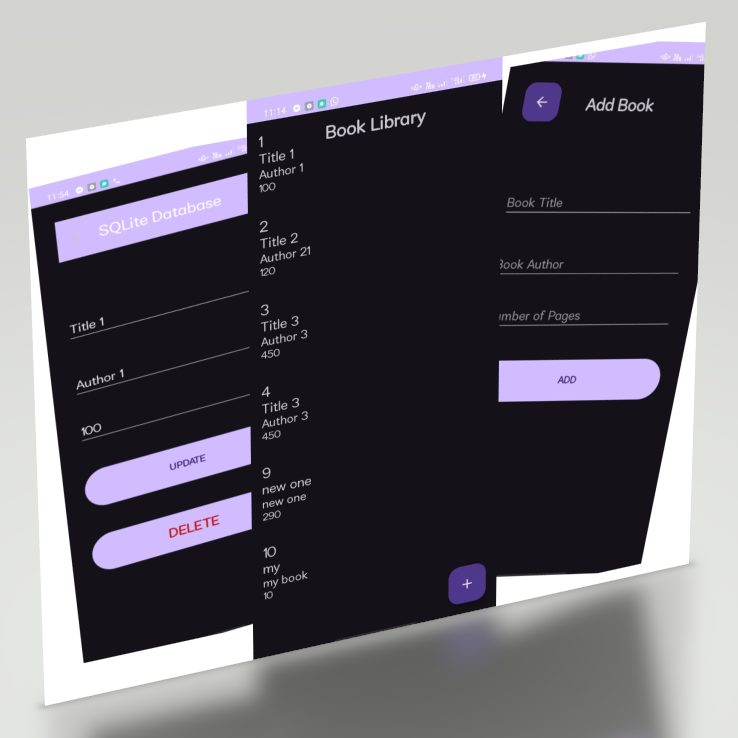 11:54
SQLite Database
Title 1
Author 1
100
UPDATE
DELETE
11:14
Book Library
1
Title 1
Author 1
100
2
Title 2
Author 21
120
3
Title 3
Author 3
450
4
Title 3
Author 3
450
9
new one
new one
290
10
my
my book
10
+
Add Book
Book Title
Book Author
mber of Pages
ADD